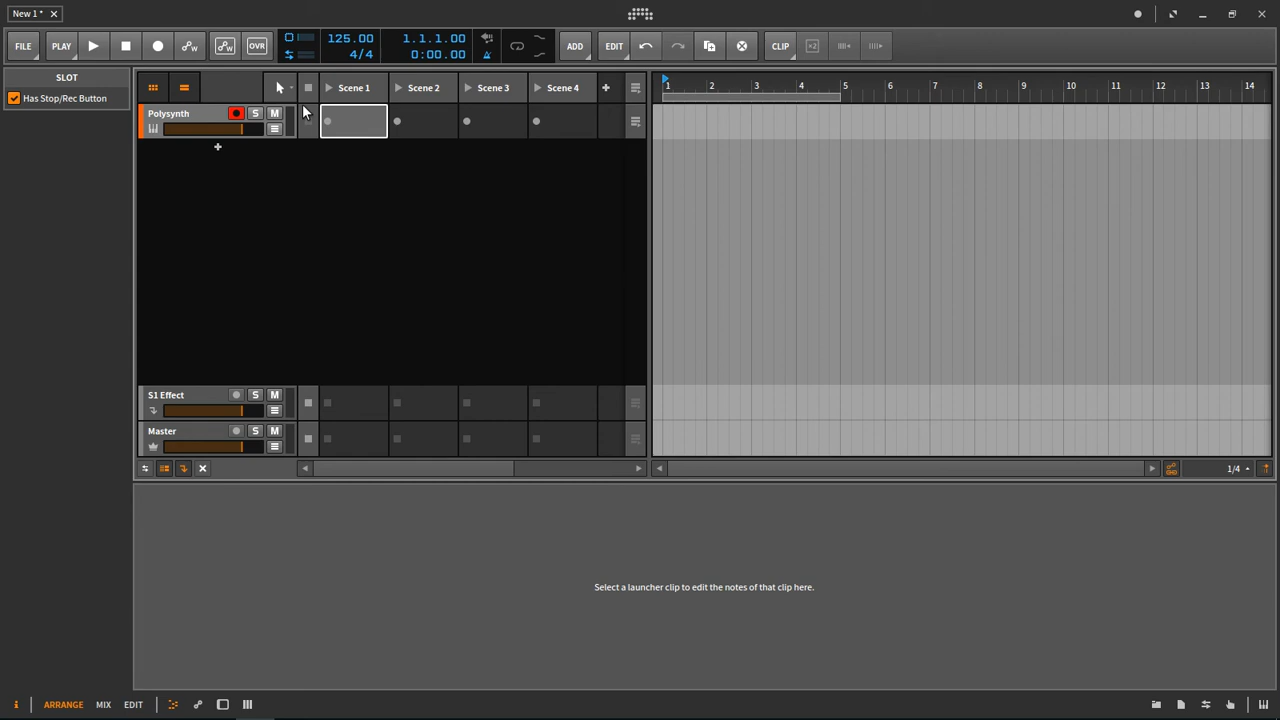 New 1 *
FILE PLAY OVR 125.00 4/4 1.1.1.00 0:00.00 ADD EDIT CLIP ×2
SLOT
Has Stop/Rec Button
Scene 1 Scene 2 Scene 3 Scene 4
1 2 3 4 5 6 7 8 9 10 11 12 13 14
Polysynth S M
S1 Effect S M
Master S M
1/4
Select a launcher clip to edit the notes of that clip here.
i ARRANGE MIX EDIT